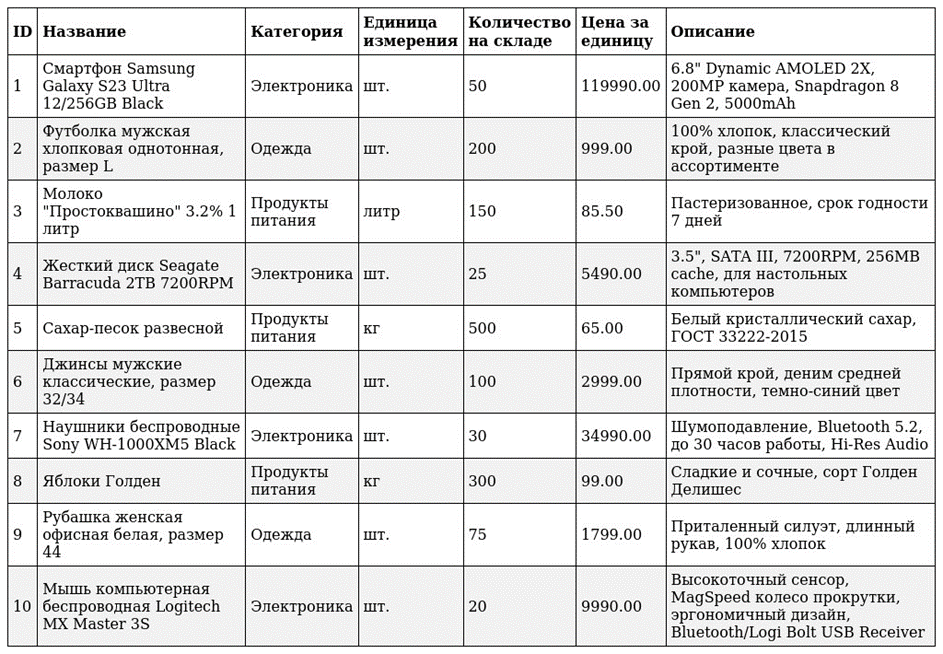 ID Название Категория Единица измерения Количество на складе Цена за единицу Описание
1 Смартфон Samsung Galaxy S23 Ultra 12/256GB Black Электроника шт. 50 119990.00 6.8" Dynamic AMOLED 2X, 200MP камера, Snapdragon 8 Gen 2, 5000mAh
2 Футболка мужская хлопковая однотонная, размер L Одежда шт. 200 999.00 100% хлопок, классический крой, разные цвета в ассортименте
3 Молоко "Простоквашино" 3.2% 1 литр Продукты питания литр 150 85.50 Пастеризованное, срок годности 7 дней
4 Жесткий диск Seagate Barracuda 2TB 7200RPM Электроника шт. 25 5490.00 3.5", SATA III, 7200RPM, 256MB cache, для настольных компьютеров
5 Сахар-песок развесной Продукты питания кг 500 65.00 Белый кристаллический сахар, ГОСТ 33222-2015
6 Джинсы мужские классические, размер 32/34 Одежда шт. 100 2999.00 Прямой крой, деним средней плотности, темно-синий цвет
7 Наушники беспроводные Sony WH-1000XM5 Black Электроника шт. 30 34990.00 Шумоподавление, Bluetooth 5.2, до 30 часов работы, Hi-Res Audio
8 Яблоки Голден Продукты питания кг 300 99.00 Сладкие и сочные, сорт Голден Делишес
9 Рубашка женская офисная белая, размер 44 Одежда шт. 75 1799.00 Приталенный силуэт, длинный рукав, 100% хлопок
10 Мышь компьютерная беспроводная Logitech MX Master 3S Электроника шт. 20 9990.00 Высокоточный сенсор, MagSpeed колесо прокрутки, эргономичный дизайн, Bluetooth/Logi Bolt USB Receiver